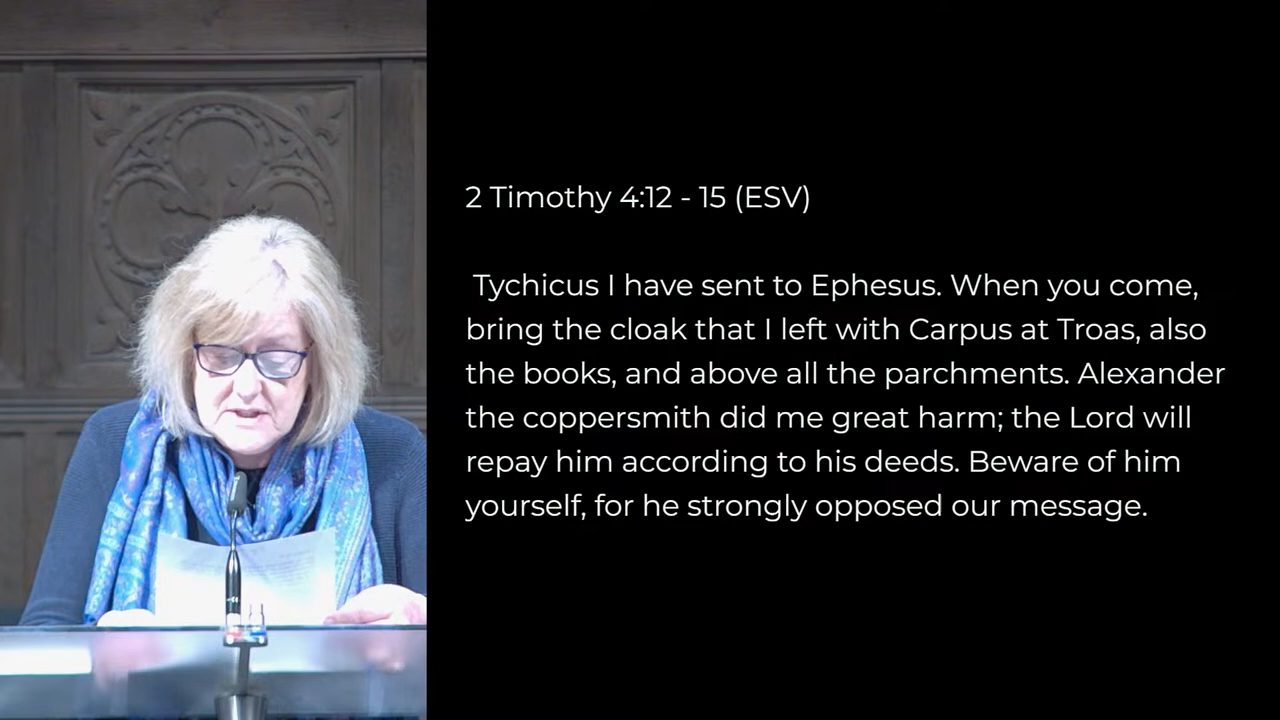 2 Timothy 4:12 - 15 (ESV)
Tychicus I have sent to Ephesus. When you come,
bring the cloak that I left with Carpus at Troas, also
the books, and above all the parchments. Alexander
the coppersmith did me great harm; the Lord will
repay him according to his deeds. Beware of him
yourself, for he strongly opposed our message.